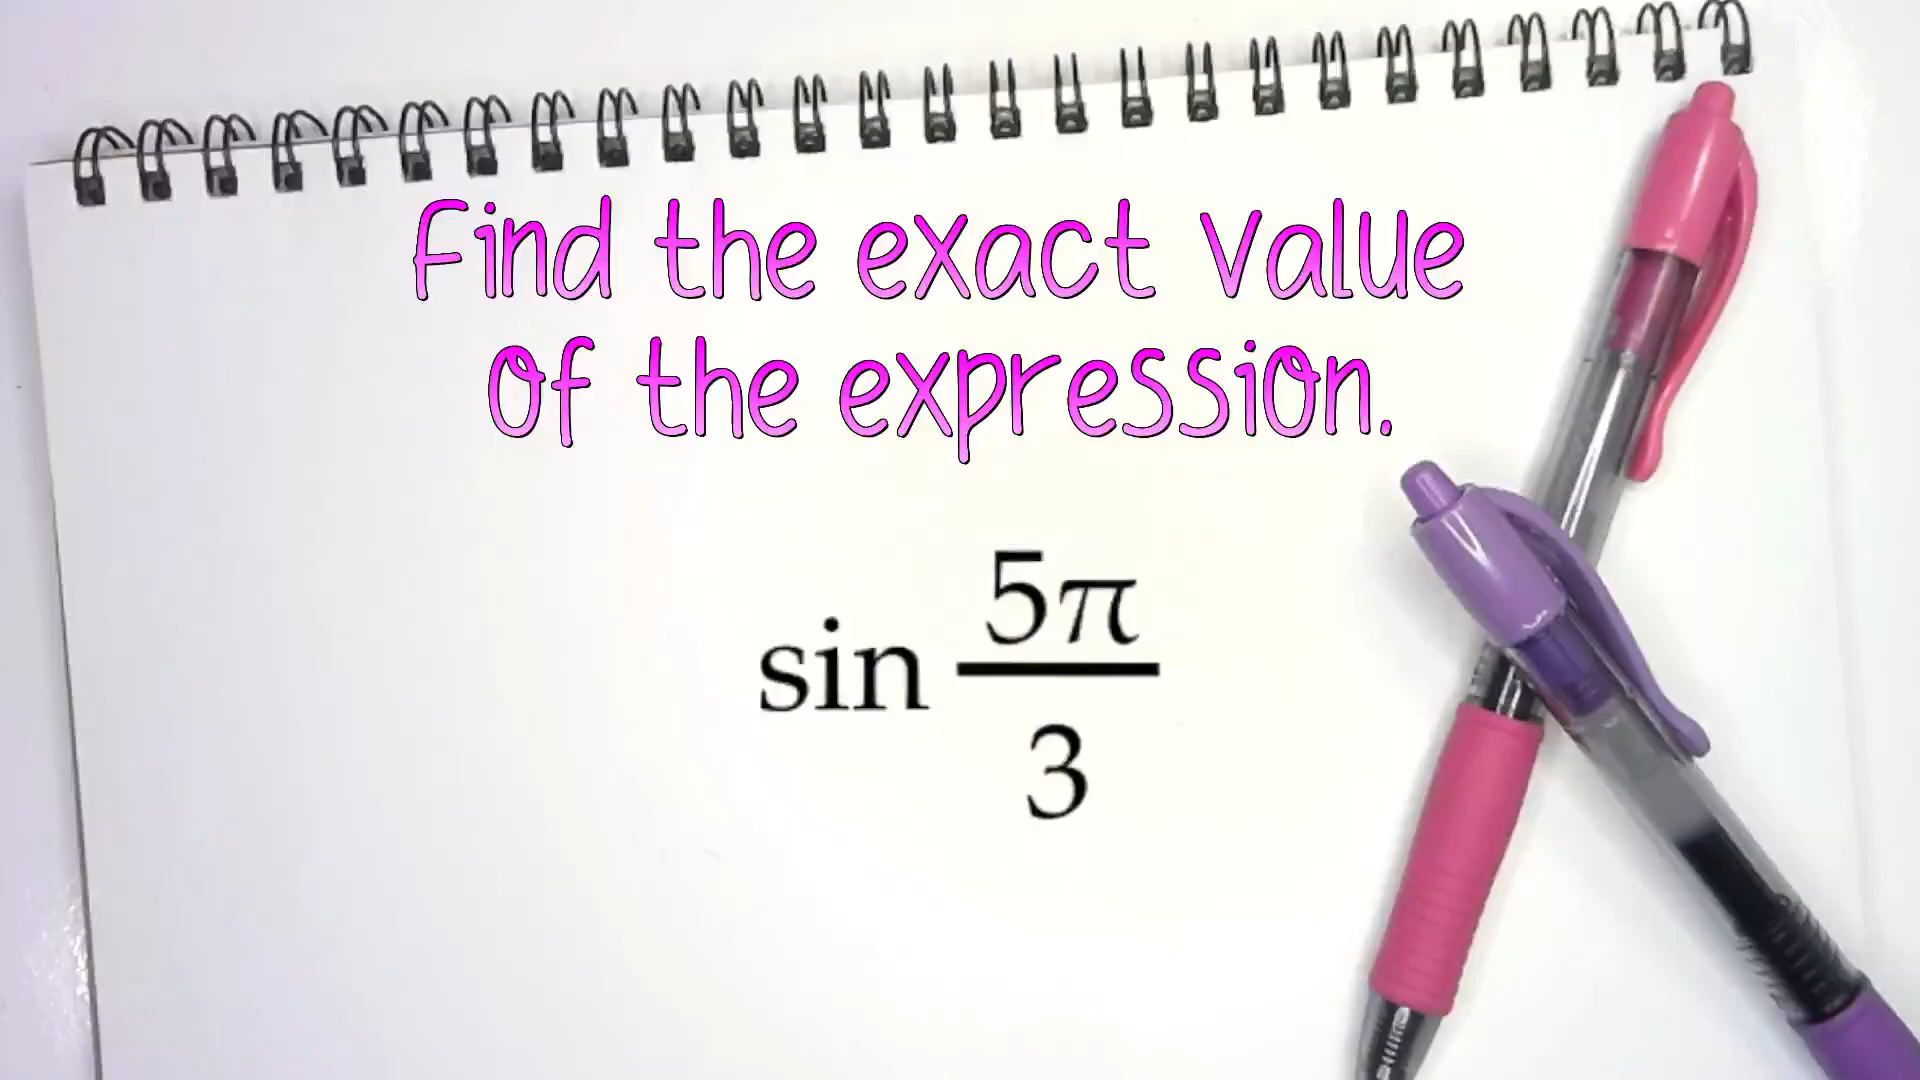 Find the exact value
of the expression.
sin 5π/3